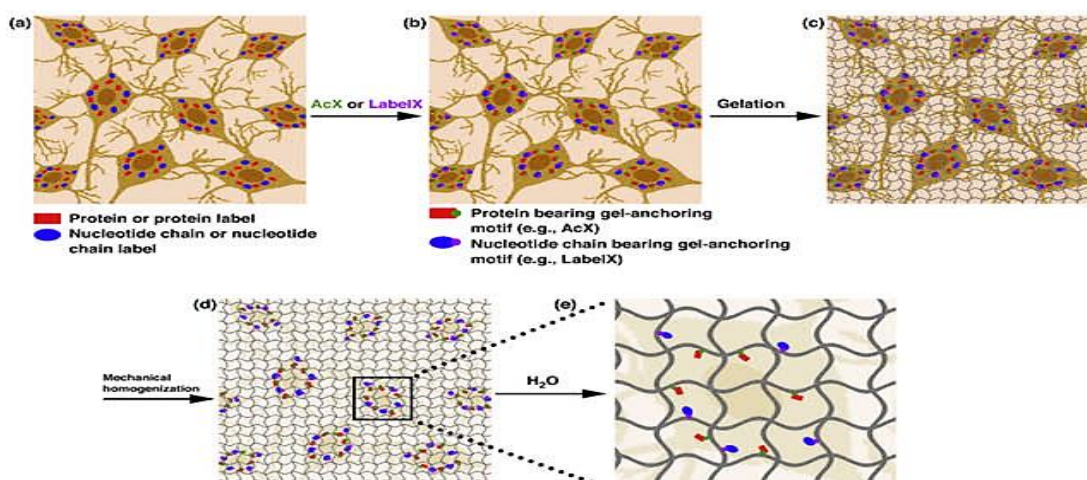 (a)
(b)
(c)
AcX or LabelX
Gelation
Protein or protein label
Nucleotide chain or nucleotide
chain label
Protein bearing gel-anchoring
motif (e.g., AcX)
Nucleotide chain bearing gel-anchoring
motif (e.g., LabelX)
(d)
(e)
Mechanical
homogenization
H₂O